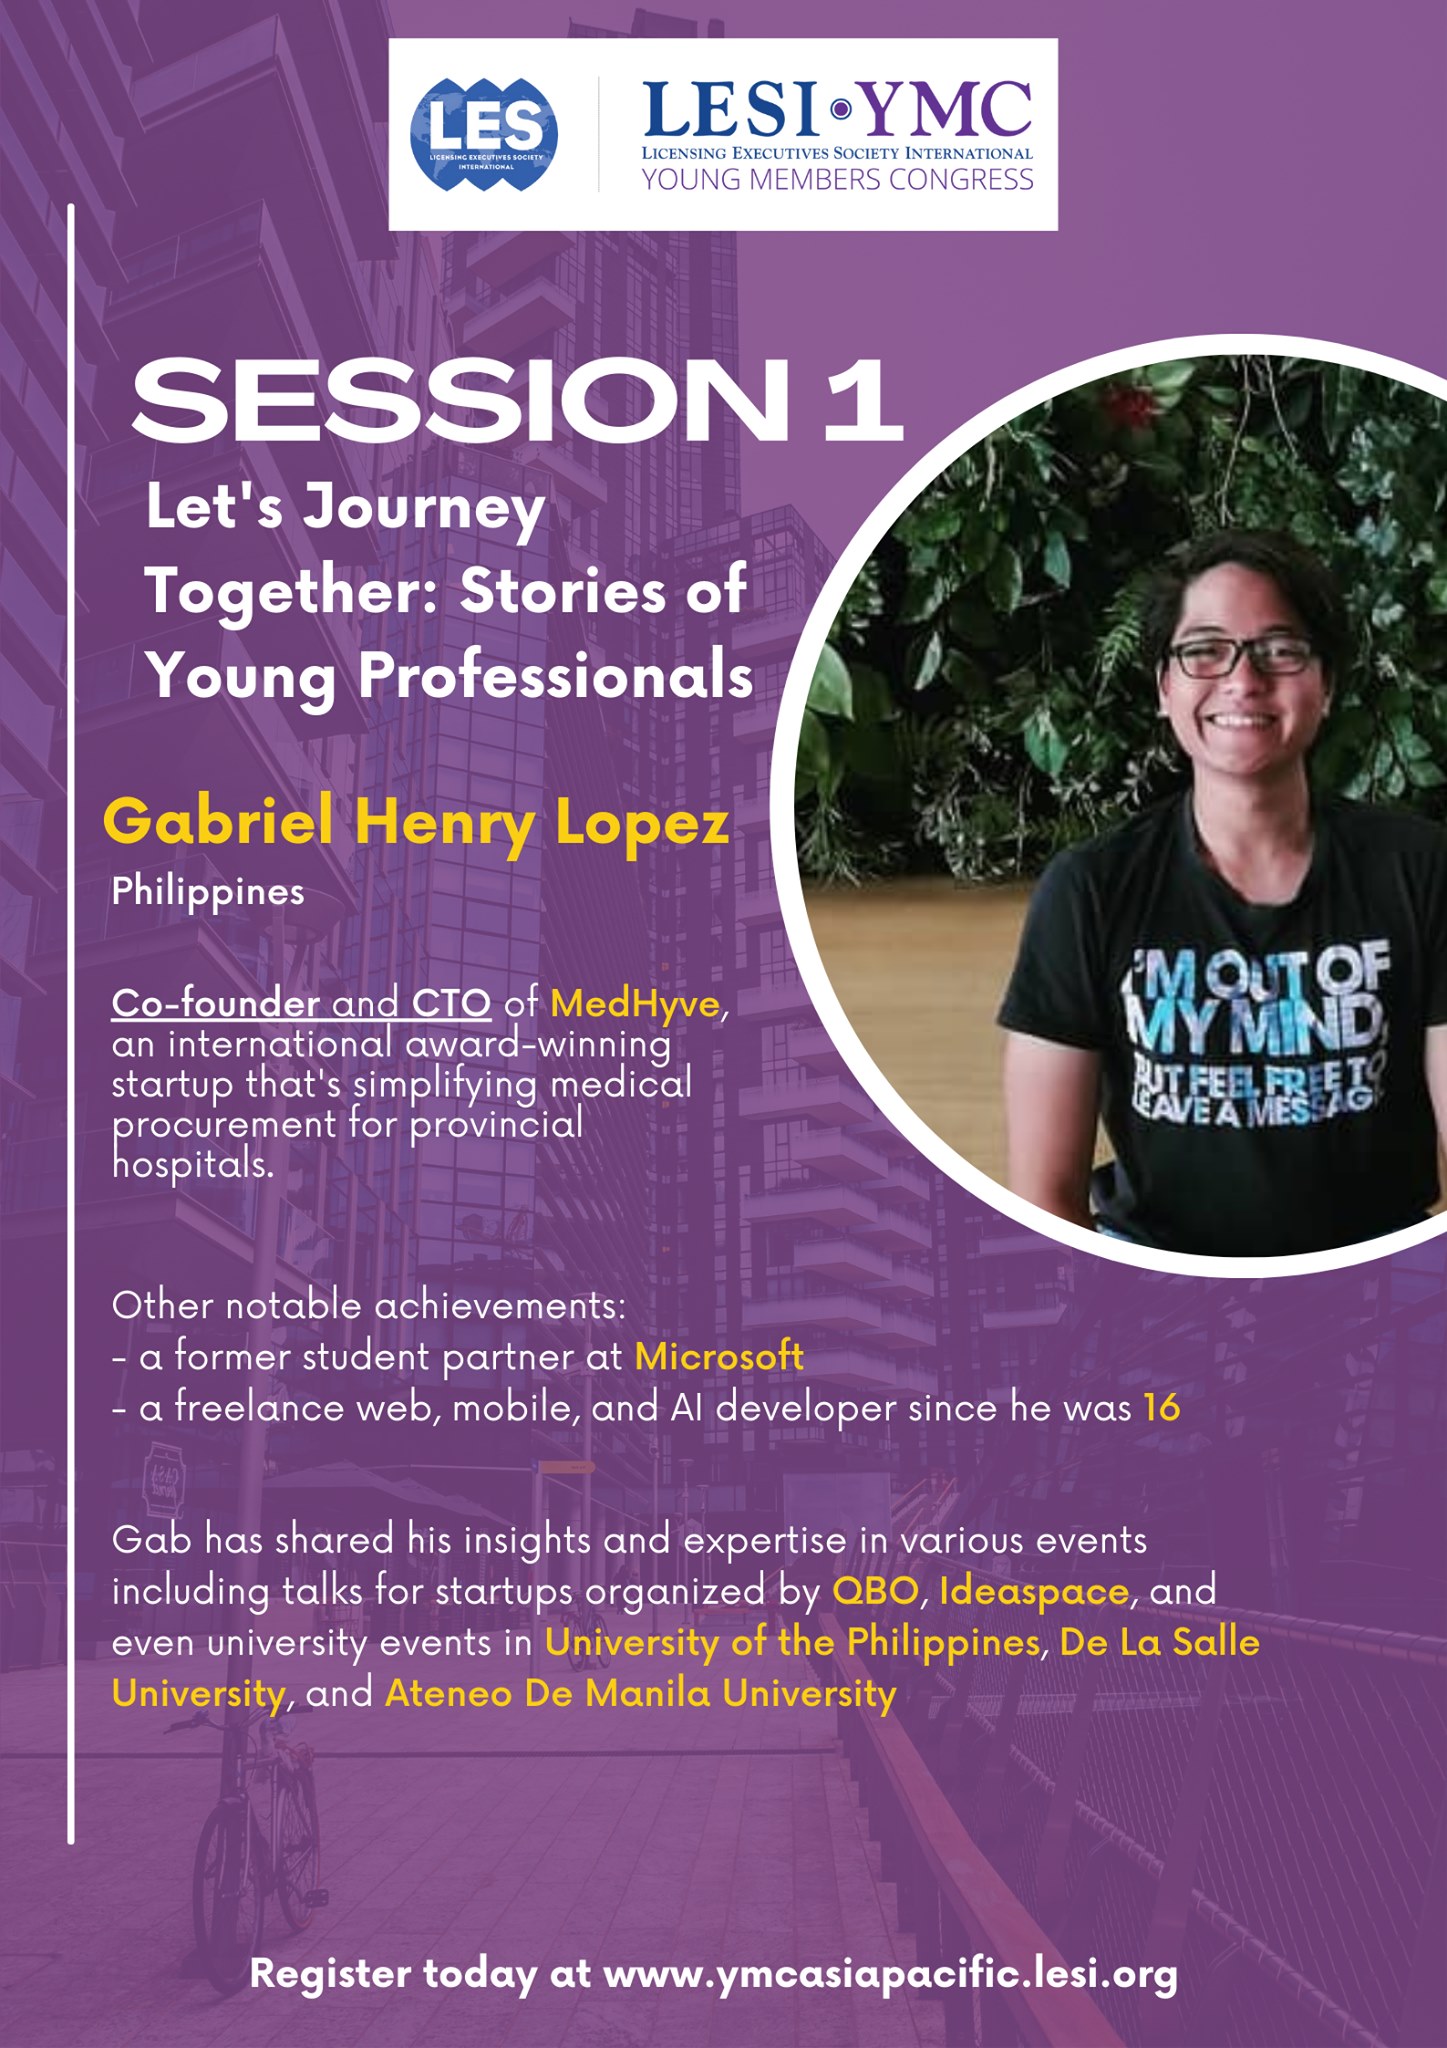 LES
LICENSING EXECUTIVES SOCIETY
INTERNATIONAL
LESI YMC
LICENSING EXECUTIVES SOCIETY INTERNATIONAL
YOUNG MEMBERS CONGRESS
SESSION 1
Let's Journey
Together: Stories of
Young Professionals
Gabriel Henry Lopez
Philippines
I'M OUT OF
MY MIND,
BUT FEEL FREE TO
LEAVE A MESSAGE
Co-founder and CTO of MedHyve,
an international award-winning
startup that's simplifying medical
procurement for provincial
hospitals.
Other notable achievements:
- a former student partner at Microsoft
- a freelance web, mobile, and AI developer since he was 16
Gab has shared his insights and expertise in various events
including talks for startups organized by QBO, Ideaspace, and
even university events in University of the Philippines, De La Salle
University, and Ateneo De Manila University
Register today at www.ymcasiapacific.lesi.org